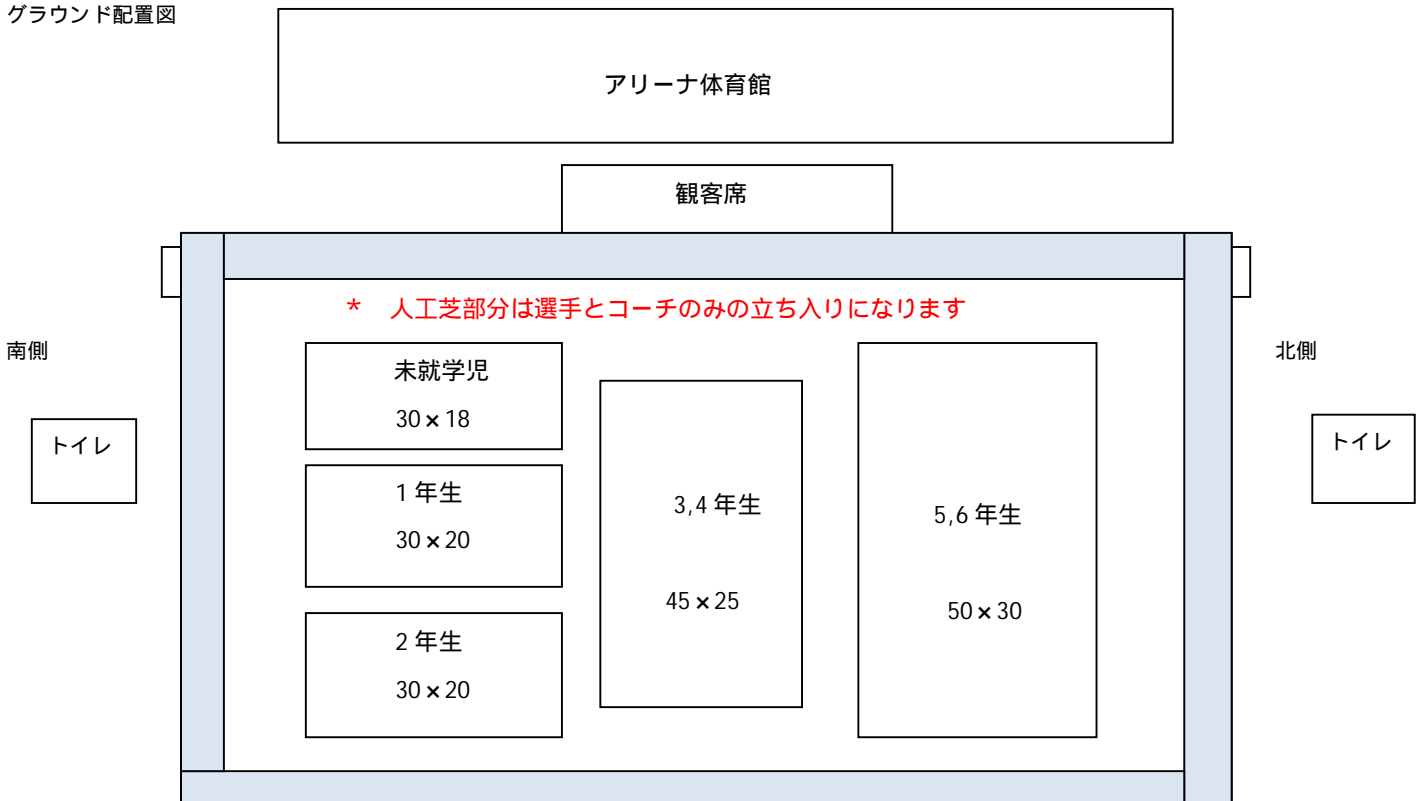 グラウンド配置図
アリーナ体育館
観客席
* 人工芝部分は選手とコーチのみの立ち入りになります
南側
北側
トイレ
未就学児
30×18
1年生
30×20
2年生
30×20
3,4年生
45×25
5,6年生
50×30
トイレ